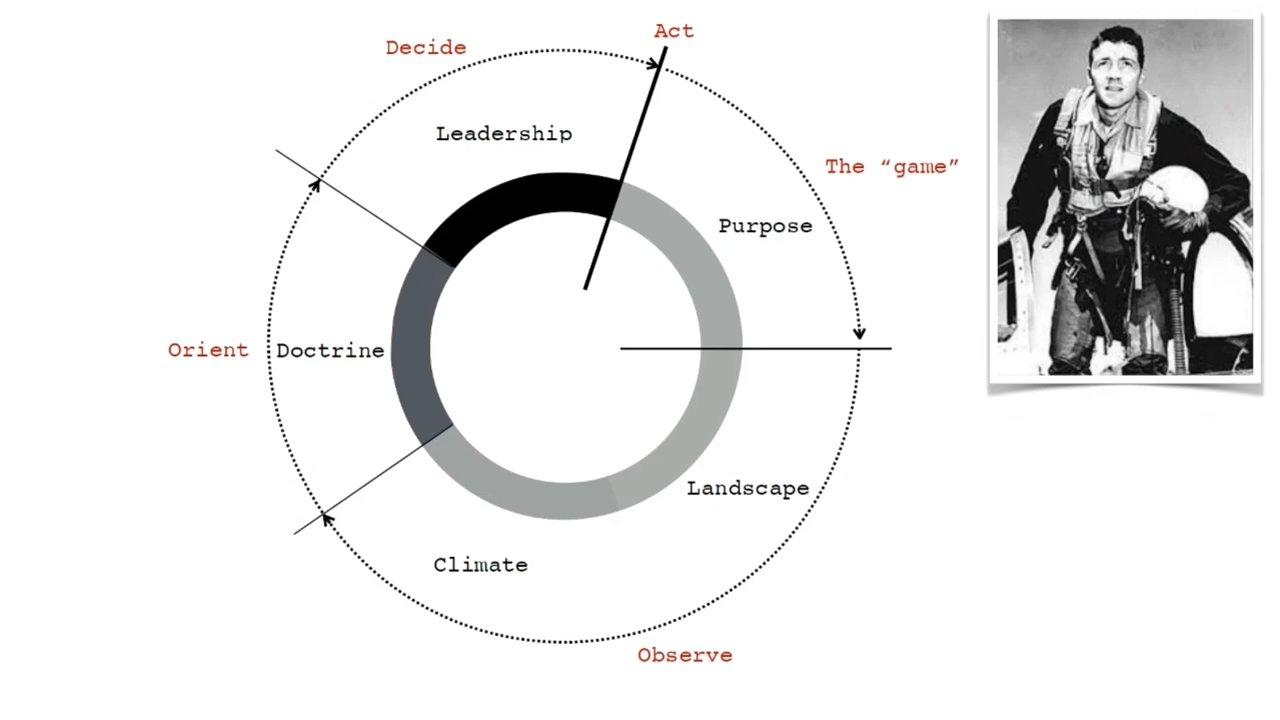 Act
Decide
Leadership
The “game”
Purpose
Orient
Doctrine
Landscape
Climate
Observe